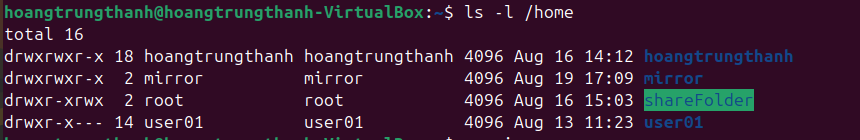 hoangtrungthanh@hoangtrungthanh-VirtualBox:~$ ls -l /home
total 16
drwxrwxr-x 18 hoangtrungthanh hoangtrungthanh 4096 Aug 16 14:12 hoangtrungthanh
drwxrwxr-x 2 mirror mirror 4096 Aug 19 17:09 mirror
drwxr-xrwx 2 root root 4096 Aug 16 15:03 shareFolder
drwxr-x--- 14 user01 user01 4096 Aug 13 11:23 user01